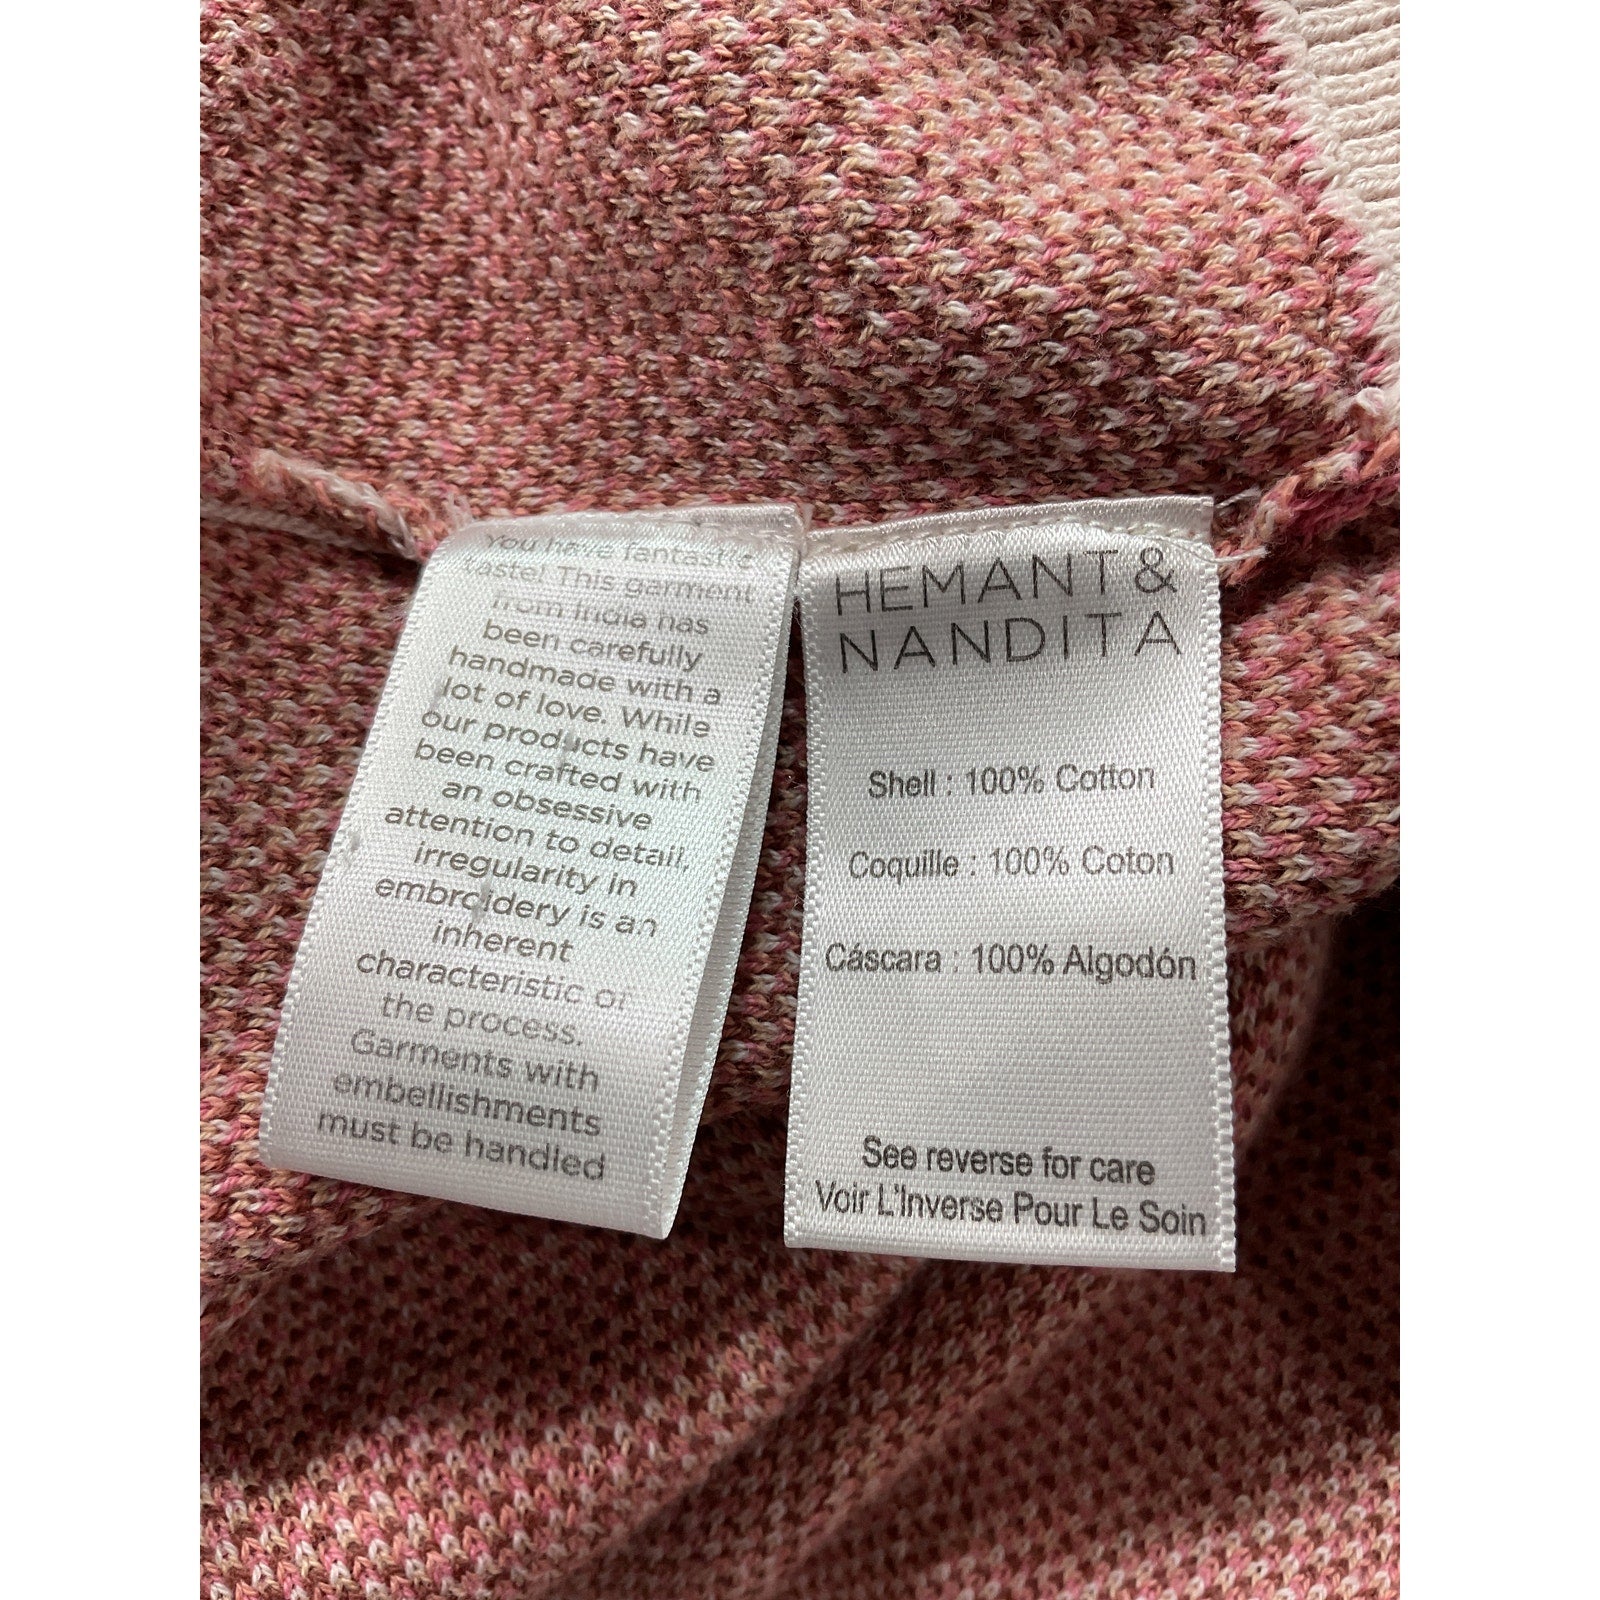 You have fantastic
taste! This garment
from India has
been carefully
handmade with a
lot of love. While
our products have
been crafted with
an obsessive
attention to detail,
irregularity in
embroidery is an
inherent
characteristic of
the process.
Garments with
embellishments
must be handled
HEMANT &
NANDITA
Shell : 100% Cotton
Coquille : 100% Coton
Cáscara : 100% Algodón
See reverse for care
Voir L'Inverse Pour Le Soin